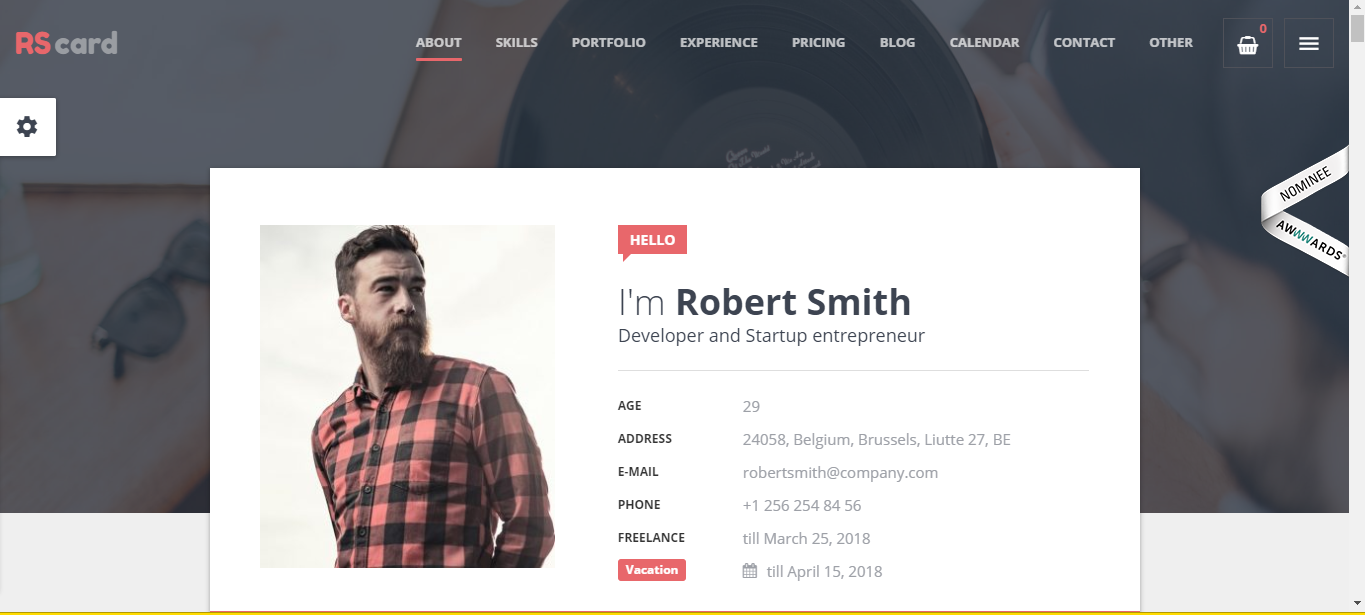 RS card
ABOUT SKILLS PORTFOLIO EXPERIENCE PRICING BLOG CALENDAR CONTACT OTHER 0
NOMINEE
AWWWARDS
HELLO
I'm Robert Smith
Developer and Startup entrepreneur
AGE 29
ADDRESS 24058, Belgium, Brussels, Liutte 27, BE
E-MAIL robertsmith@company.com
PHONE +1 256 254 84 56
FREELANCE till March 25, 2018
Vacation till April 15, 2018